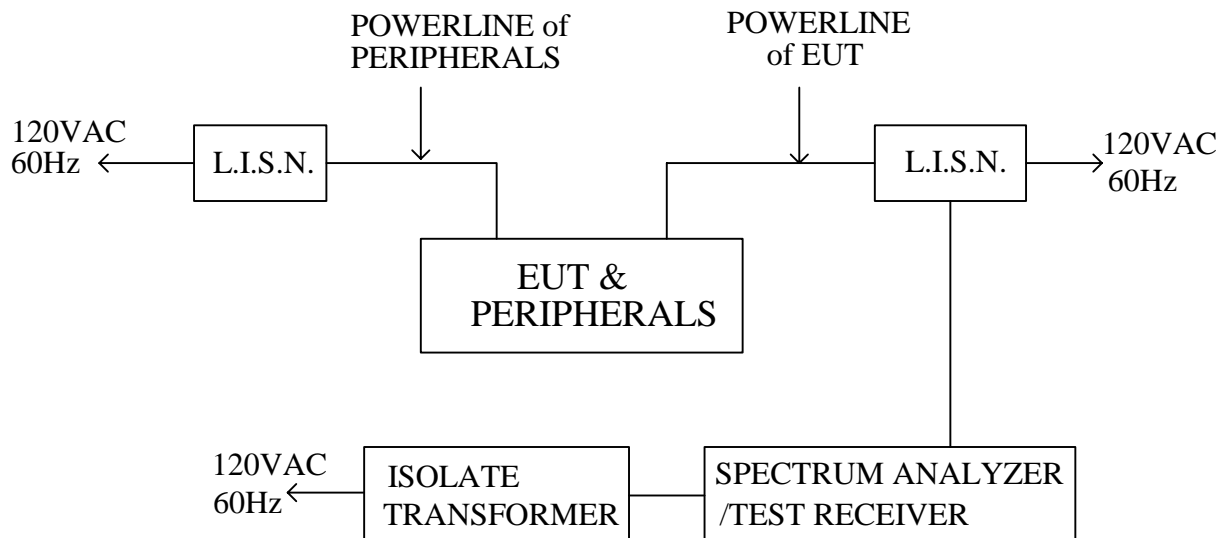 POWERLINE of
PERIPHERALS
POWERLINE
of EUT
120VAC
60Hz
L.I.S.N.
L.I.S.N.
120VAC
60Hz
EUT &
PERIPHERALS
120VAC
60Hz
ISOLATE
TRANSFORMER
SPECTRUM ANALYZER
/TEST RECEIVER